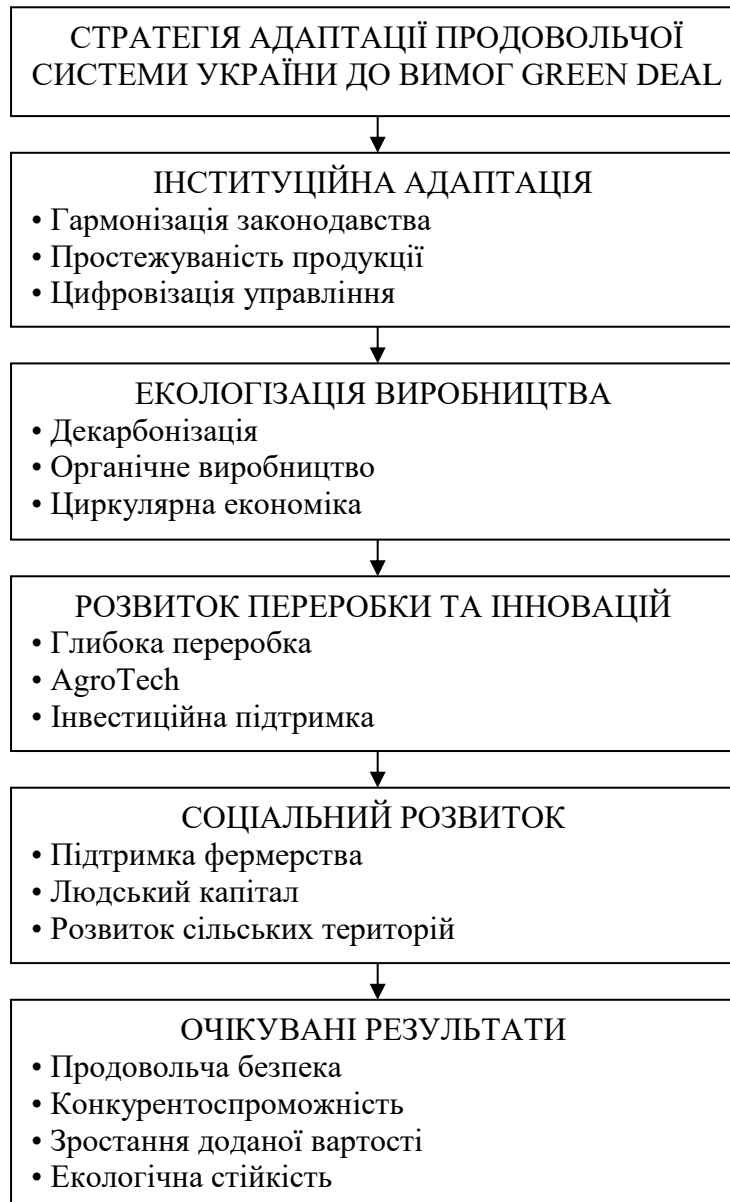 СТРАТЕГІЯ АДАПТАЦІЇ ПРОДОВОЛЬЧОЇ
СИСТЕМИ УКРАЇНИ ДО ВИМОГ GREEN DEAL
ІНСТИТУЦІЙНА АДАПТАЦІЯ
• Гармонізація законодавства
• Простежуваність продукції
• Цифровізація управління
ЕКОЛОГІЗАЦІЯ ВИРОБНИЦТВА
• Декарбонізація
• Органічне виробництво
• Циркулярна економіка
РОЗВИТОК ПЕРЕРОБКИ ТА ІННОВАЦІЙ
• Глибока переробка
• AgroTech
• Інвестиційна підтримка
СОЦІАЛЬНИЙ РОЗВИТОК
• Підтримка фермерства
• Людський капітал
• Розвиток сільських територій
ОЧІКУВАНІ РЕЗУЛЬТАТИ
• Продовольча безпека
• Конкурентоспроможність
• Зростання доданої вартості
• Екологічна стійкість